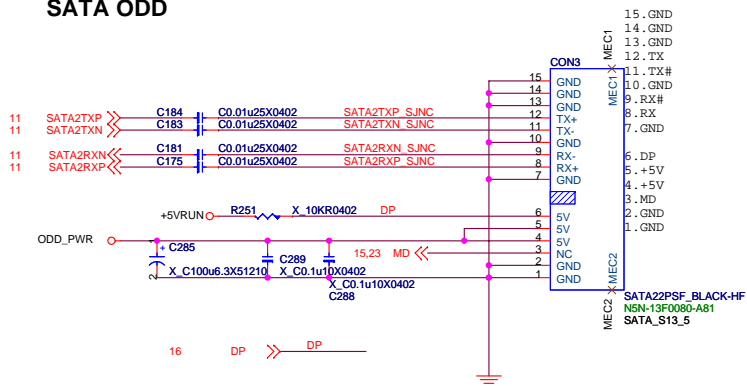 SATA ODD
15.GND
14.GND
13.GND
12.TX
11.TX#
10.GND
9.RX#
8.RX
7.GND
6.DP
5.+5V
4.+5V
3.MD
2.GND
1.GND
MEC1
CON3
MEC1
15 GND
14 GND
13 GND
12 TX+
11 TX-
10 GND
9 RX-
8 RX+
7 GND
6 5V
5 5V
4 5V
3 NC
2 GND
1 GND
MEC2
MEC2
SATA22PSF_BLACK-HF
N5N-13F0080-A81
SATA_S13_5
11 SATA2TXP C184 C0.01u25X0402 SATA2TXP_SJNC
11 SATA2TXN C183 C0.01u25X0402 SATA2TXN_SJNC
11 SATA2RXN C181 C0.01u25X0402 SATA2RXN_SJNC
11 SATA2RXP C175 C0.01u25X0402 SATA2RXP_SJNC
+5VRUN R251 X_10KR0402 DP
ODD_PWR
1 + C285
2 X_C100u6.3X51210
C289
X_C0.1u10X0402
X_C0.1u10X0402
C288
15,23 MD
16 DP DP